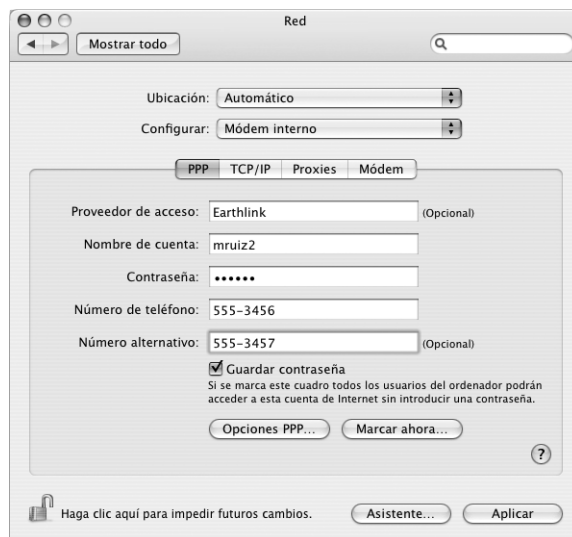 Red
Mostrar todo
Ubicación: Automático
Configurar: Módem interno
PPP TCP/IP Proxies Módem
Proveedor de acceso: Earthlink (Opcional)
Nombre de cuenta: mruiz2
Contraseña: ••••••
Número de teléfono: 555-3456
Número alternativo: 555-3457 (Opcional)
Guardar contraseña
Si se marca este cuadro todos los usuarios del ordenador podrán
acceder a esta cuenta de Internet sin introducir una contraseña.
Opciones PPP... Marcar ahora...
?
Haga clic aquí para impedir futuros cambios. Asistente... Aplicar